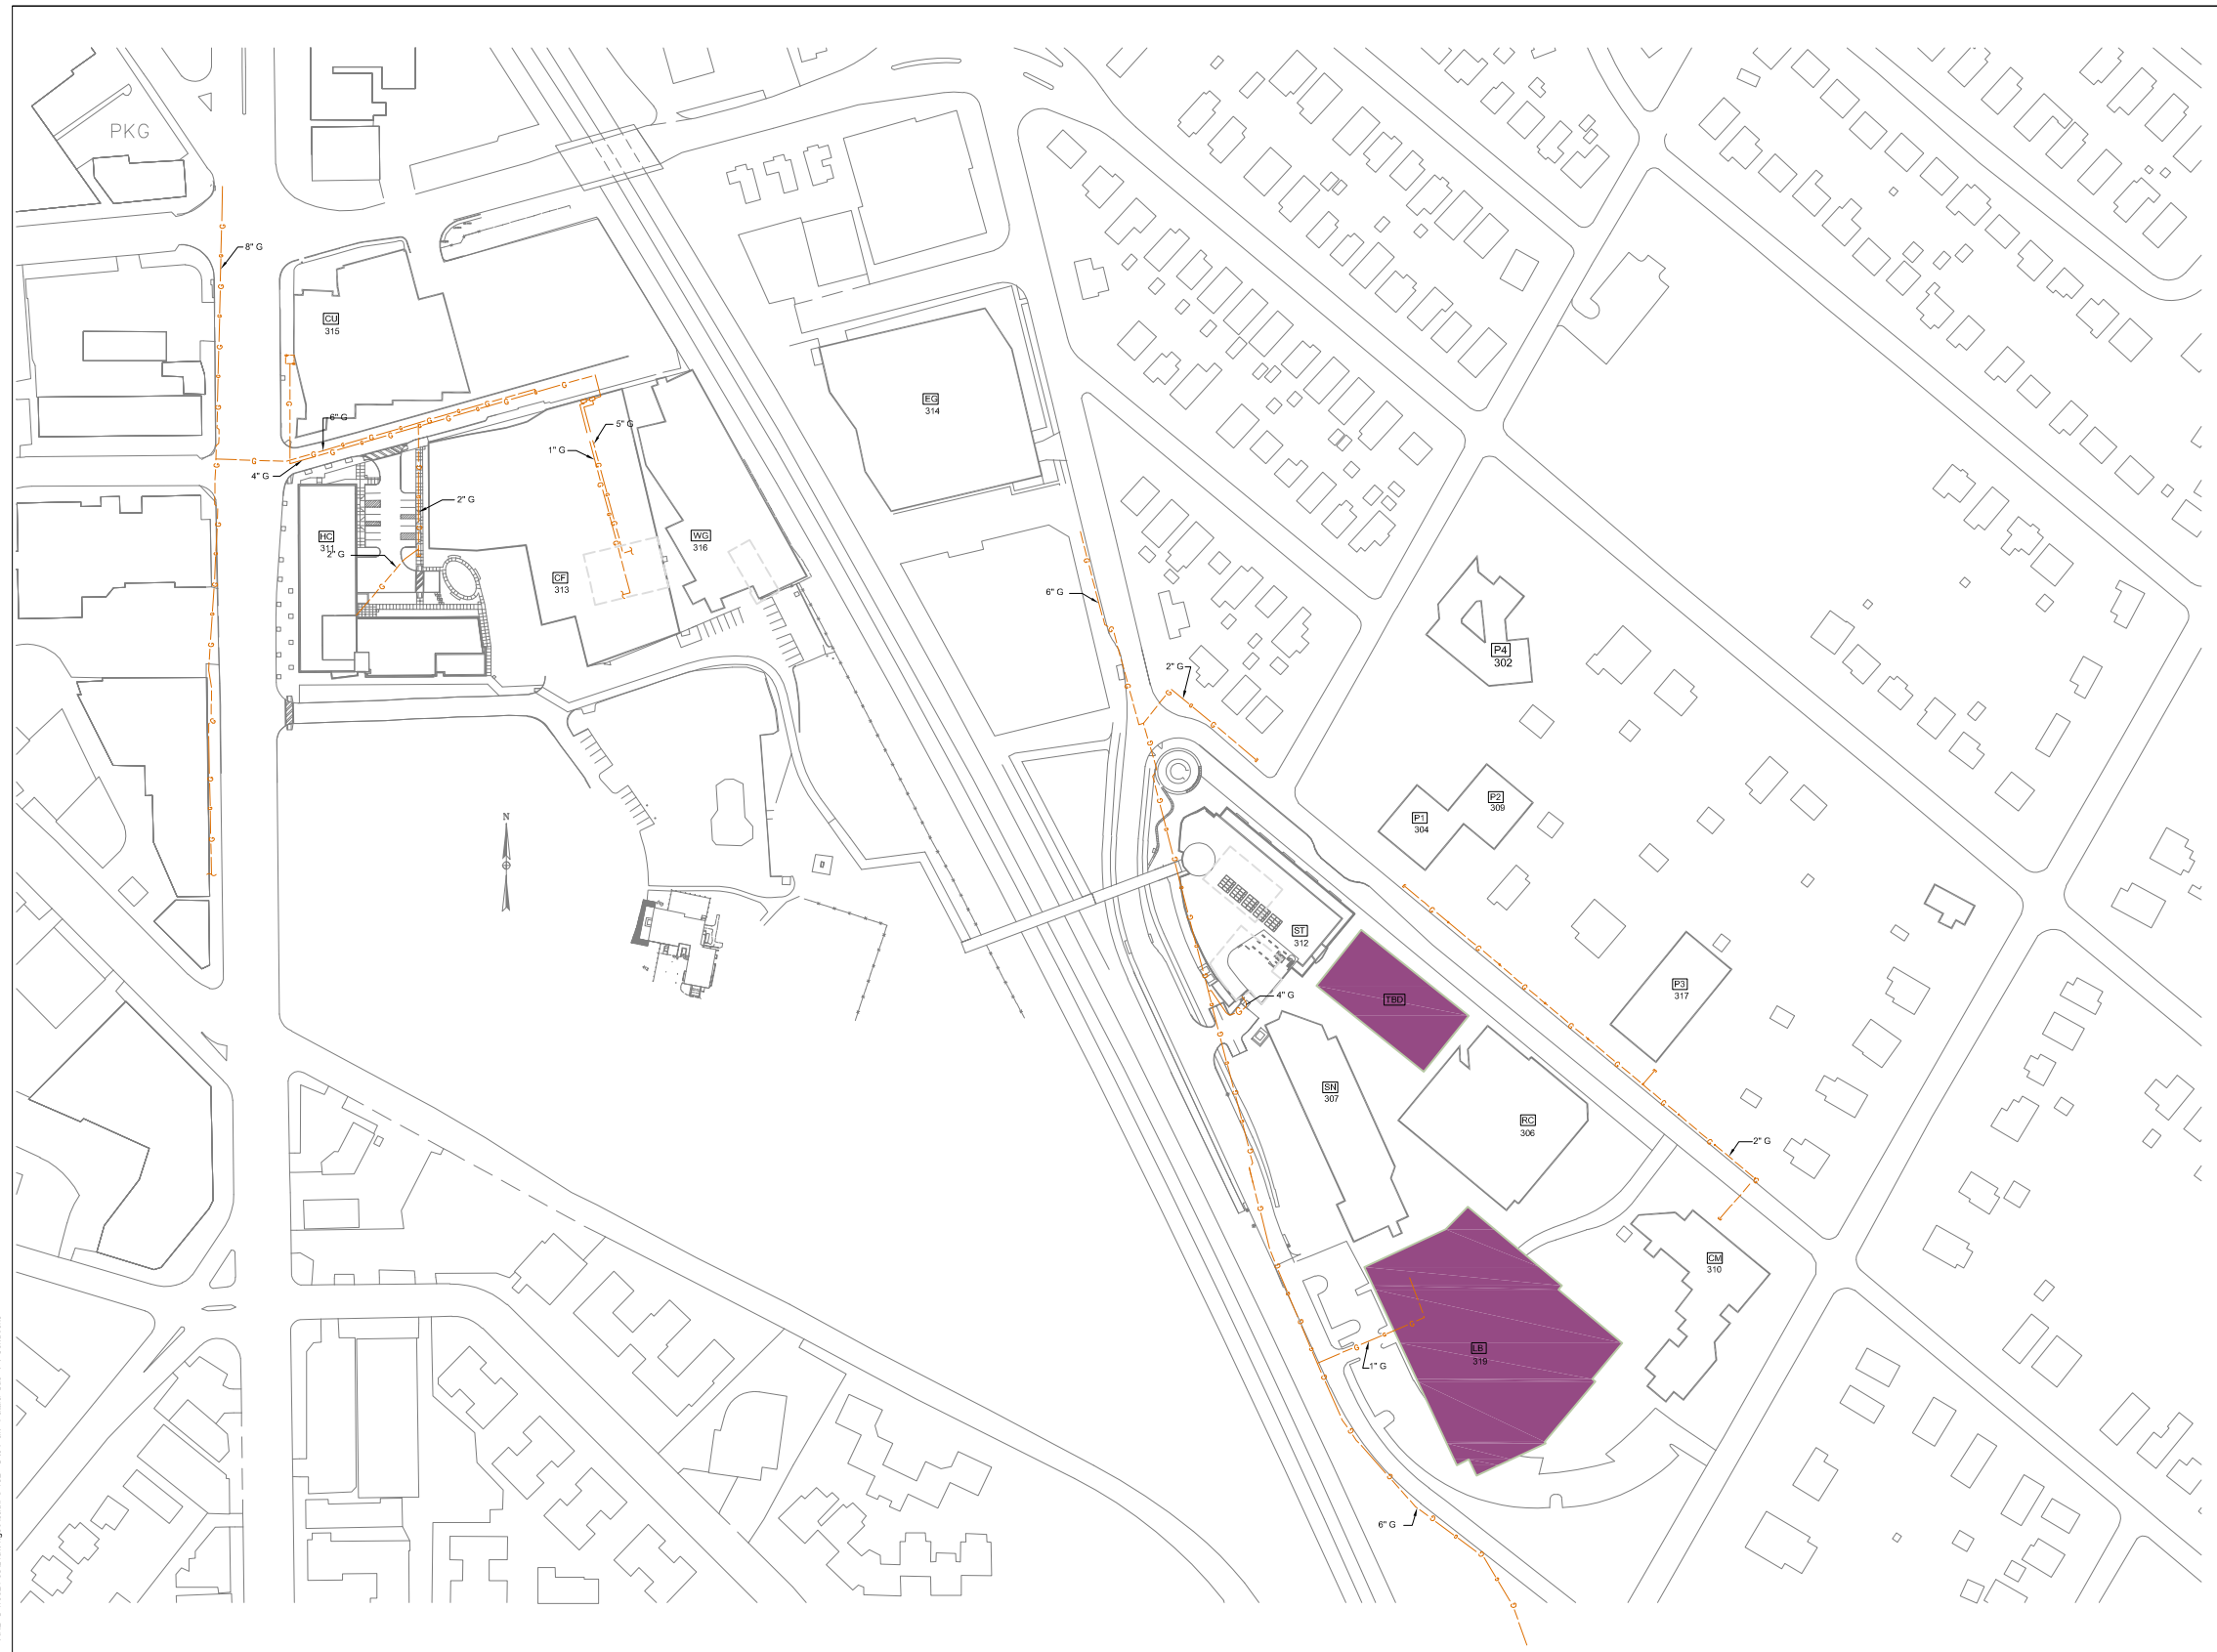 PKG
8" G
CU
315
6" G
4" G
5" G
1" G
2" G
HC
311
2" G
CF
313
WG
316
EG
314
6" G
2" G
P4
302
P2
309
P1
304
N
ST
312
4" G
TBD
P3
317
SN
307
RC
306
2" G
CM
310
LB
319
1" G
6" G